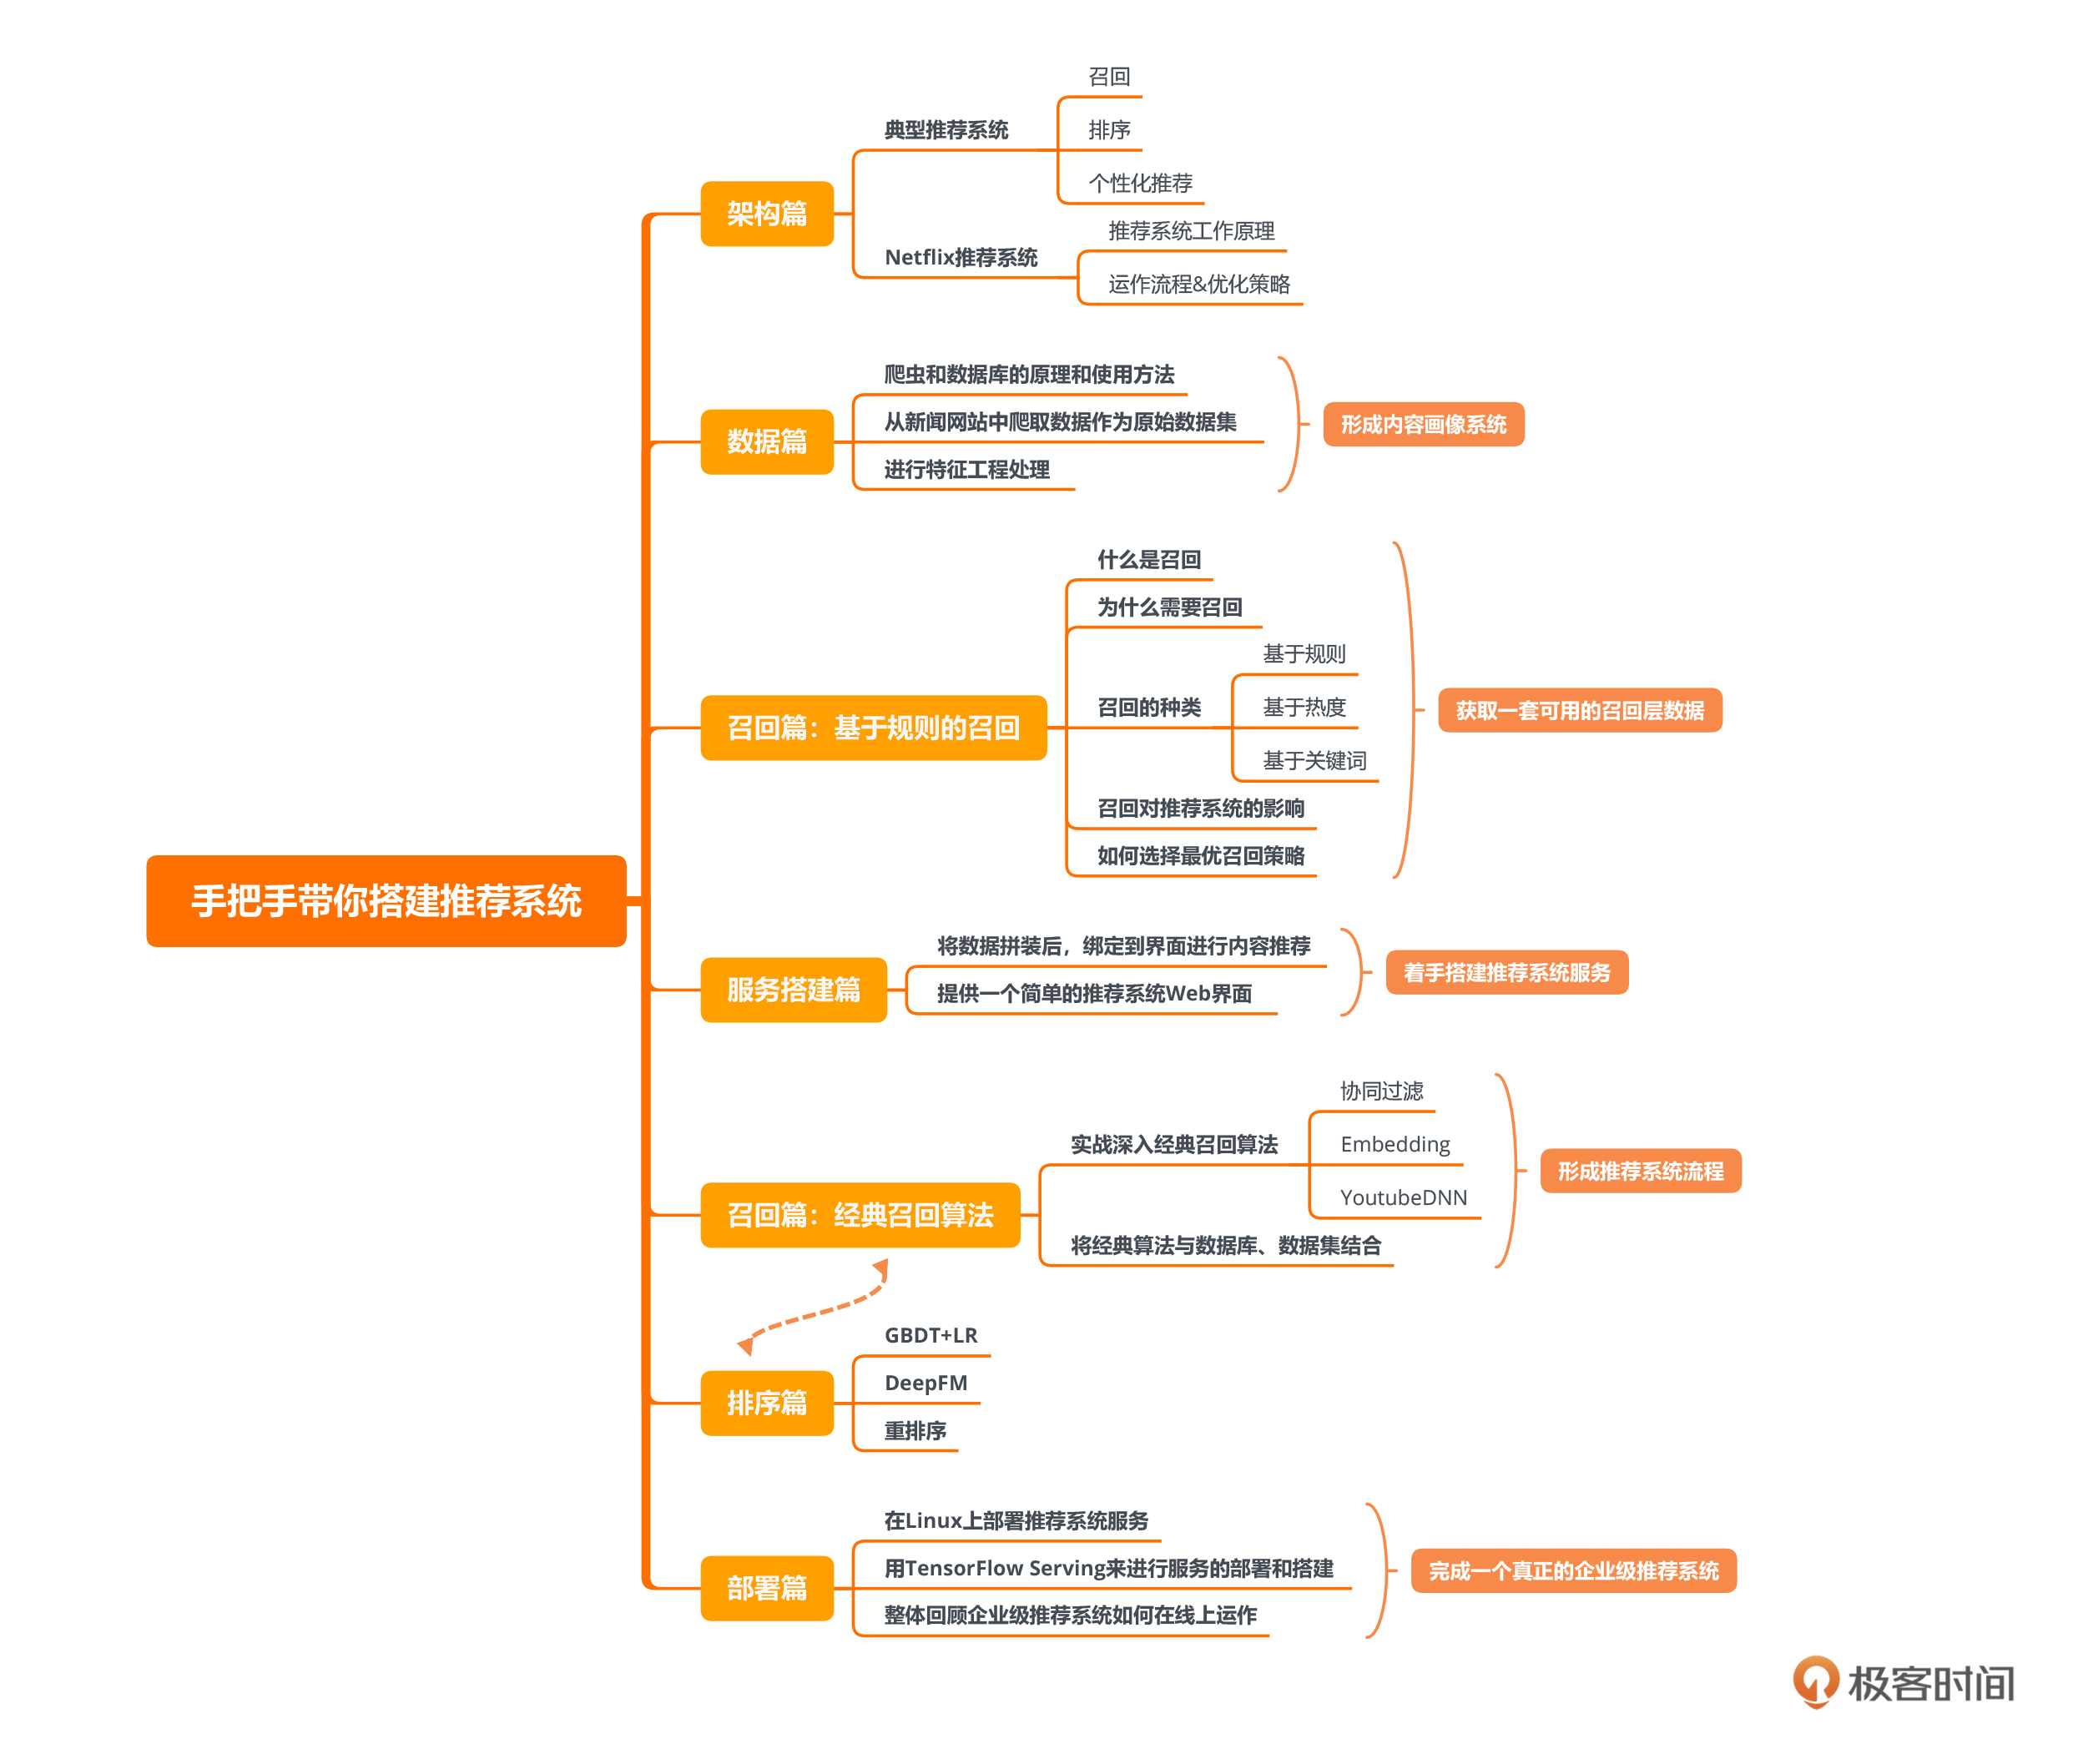 手把手带你搭建推荐系统
架构篇
典型推荐系统
召回
排序
个性化推荐
Netflix推荐系统
推荐系统工作原理
运作流程&优化策略
数据篇
爬虫和数据库的原理和使用方法
从新闻网站中爬取数据作为原始数据集
进行特征工程处理
形成内容画像系统
召回篇：基于规则的召回
什么是召回
为什么需要召回
召回的种类
基于规则
基于热度
基于关键词
召回对推荐系统的影响
如何选择最优召回策略
获取一套可用的召回层数据
服务搭建篇
将数据拼装后，绑定到界面进行内容推荐
提供一个简单的推荐系统Web界面
着手搭建推荐系统服务
召回篇：经典召回算法
实战深入经典召回算法
协同过滤
Embedding
YoutubeDNN
将经典算法与数据库、数据集结合
形成推荐系统流程
排序篇
GBDT+LR
DeepFM
重排序
部署篇
在Linux上部署推荐系统服务
用TensorFlow Serving来进行服务的部署和搭建
整体回顾企业级推荐系统如何在线上运作
完成一个真正的企业级推荐系统
极客时间